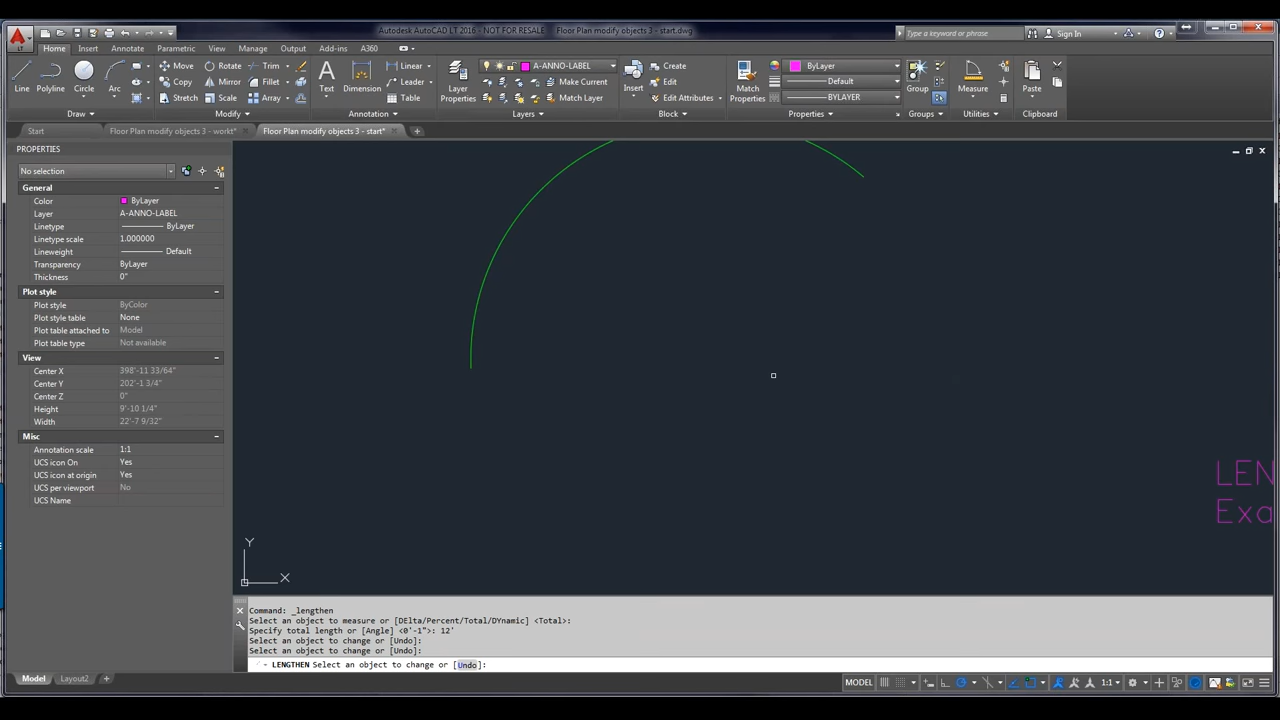 Autodesk AutoCAD LT 2016 - NOT FOR RESALE Floor Plan modify objects 3 - start.dwg
Type a keyword or phrase
Sign In
LT
Home Insert Annotate Parametric View Manage Output Add-ins A360
Line Polyline Circle Arc
Move Rotate Trim
Copy Mirror Fillet
Stretch Scale Array
Text Dimension
Linear
Leader
Table
Layer Properties
A-ANNO-LABEL
Make Current
Match Layer
Insert
Create
Edit
Edit Attributes
Match Properties
ByLayer
Default
BYLAYER
Group
Measure
Paste
Draw Modify Annotation Layers Block Properties Groups Utilities Clipboard
Start Floor Plan modify objects 3 - workt* Floor Plan modify objects 3 - start*
PROPERTIES
No selection
General
Color ByLayer
Layer A-ANNO-LABEL
Linetype ByLayer
Linetype scale 1.000000
Lineweight Default
Transparency ByLayer
Thickness 0"
Plot style
Plot style ByColor
Plot style table None
Plot table attached to Model
Plot table type Not available
View
Center X 398'-11 33/64"
Center Y 202'-1 3/4"
Center Z 0"
Height 9'-10 1/4"
Width 22'-7 9/32"
Misc
Annotation scale 1:1
UCS icon On Yes
UCS icon at origin Yes
UCS per viewport No
UCS Name
LEN
Exa
Y
X
Command: _lengthen
Select an object to measure or [DElta/Percent/Total/DYnamic] <Total>:
Specify total length or [Angle] <0'-1">: 12'
Select an object to change or [Undo]:
Select an object to change or [Undo]:
LENGTHEN Select an object to change or [Undo]:
Model Layout2 +
MODEL 1:1